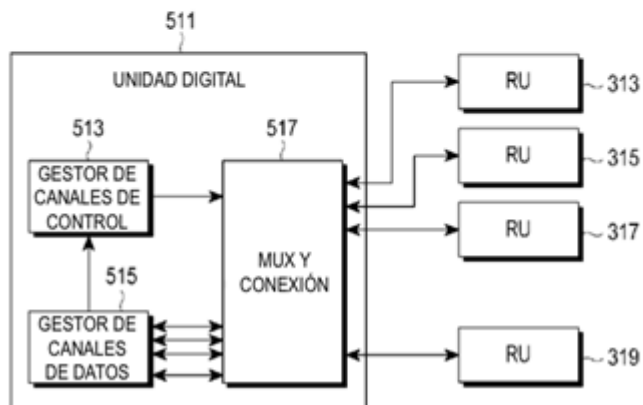 511
UNIDAD DIGITAL
513
GESTOR DE
CANALES DE
CONTROL
515
GESTOR DE
CANALES
DE DATOS
517
MUX Y
CONEXIÓN
RU
313
RU
315
RU
317
RU
319